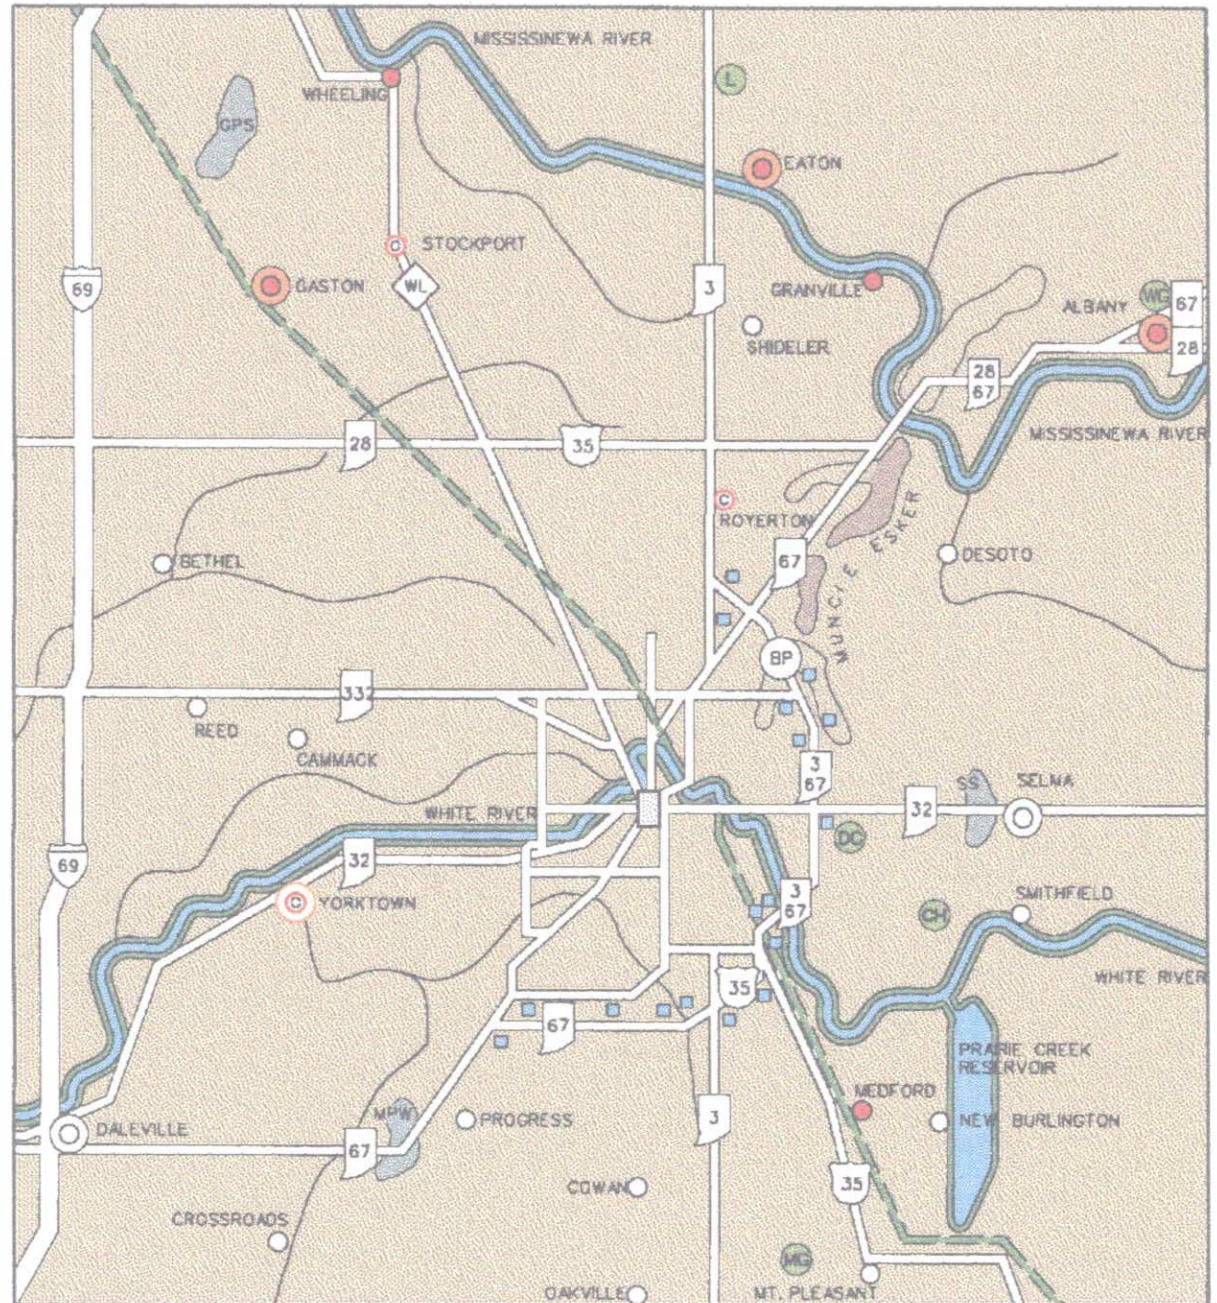 MISSISSINEWA RIVER
L
WHEELING
GPS
EATON
STOCKPORT
C
69
GASTON
WL
3
GRANVILLE
WG
67
ALBANY
SHIDELER
28
28
67
28
35
MISSISSINEWA RIVER
C
ROYERTON
MUNCIE ESKER
67
BETHEL
DESOTO
BP
332
REED
CAMMACK
3
67
SS
SELMA
WHITE RIVER
32
DC
69
32
3
67
SMITHFIELD
C
YORKTOWN
CH
WHITE RIVER
35
67
PRARIE CREEK
RESERVOIR
MEDFORD
MPW
PROGRESS
3
NEW BURLINGTON
DALEVILLE
67
35
COWAN
CROSSROADS
MG
OAKVILLE
MT. PLEASANT